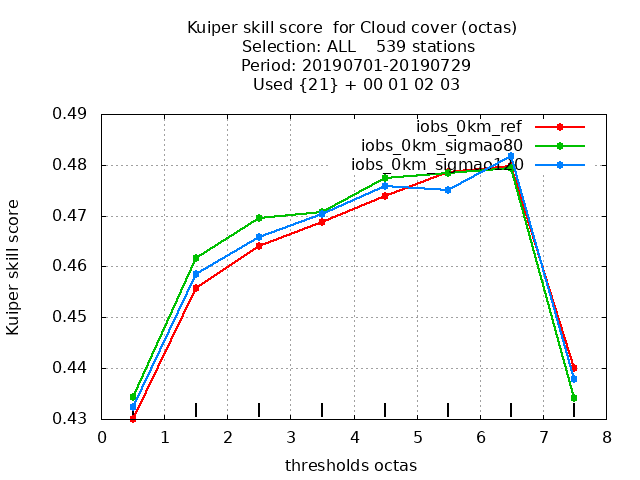 Kuiper skill score  for Cloud cover (octas)
Selection: ALL    539 stations
Period: 20190701-20190729
Used {21} + 00 01 02 03
iobs_0km_ref
iobs_0km_sigmao80
0.49
0.48
0.47
0.46
0.45
0.44
0.43
Kuiper skill score
0 1 2 3 4 5 6 7 8
thresholds octas